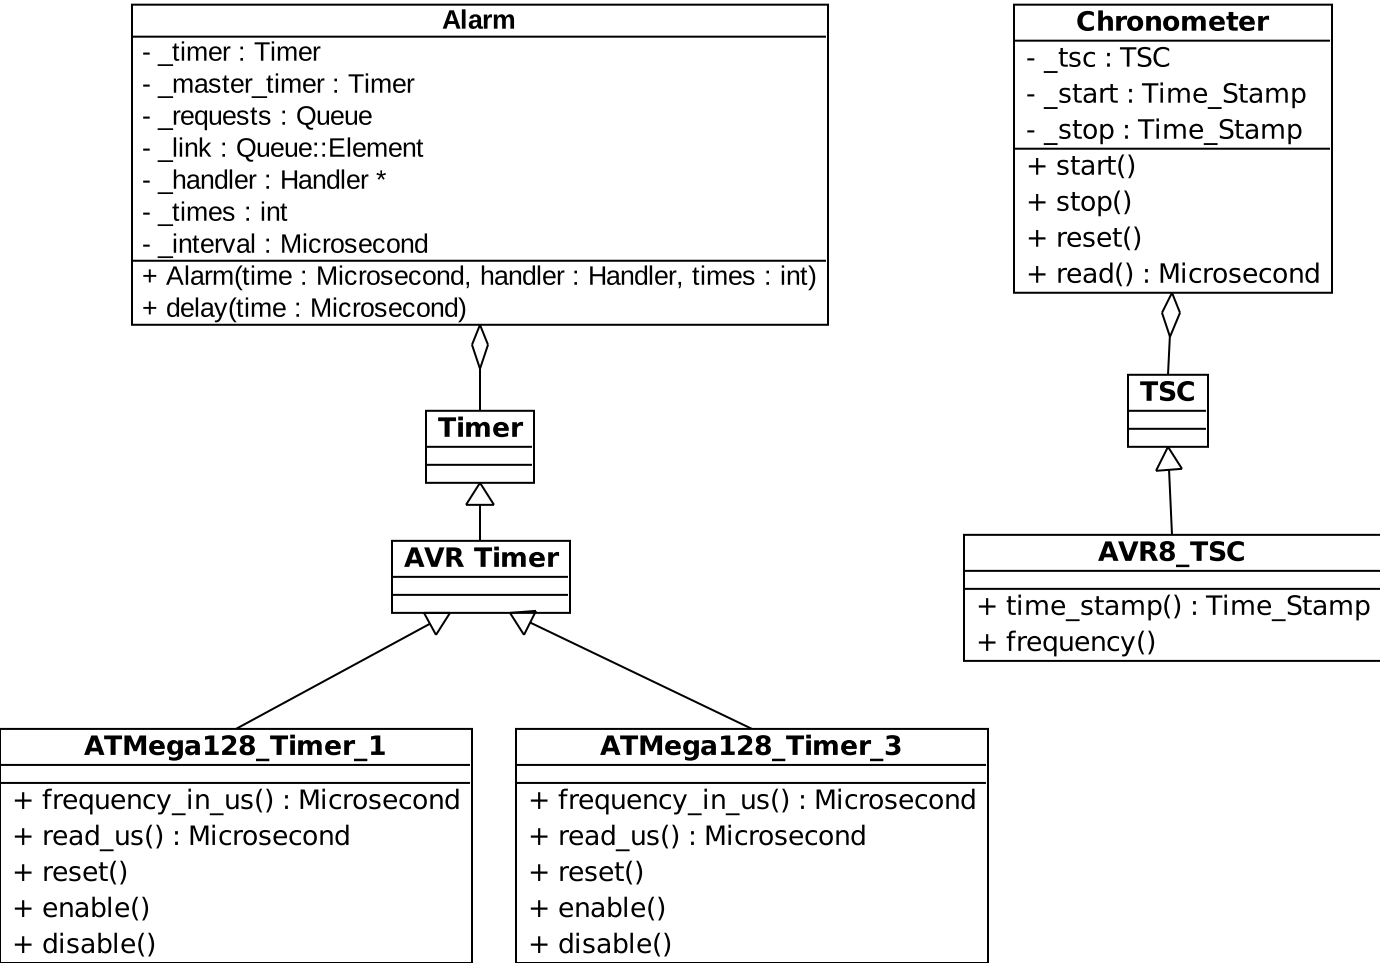 Alarm
- _timer : Timer
- _master_timer : Timer
- _requests : Queue
- _link : Queue::Element
- _handler : Handler *
- _times : int
- _interval : Microsecond
+ Alarm(time : Microsecond, handler : Handler, times : int)
+ delay(time : Microsecond)
Chronometer
- _tsc : TSC
- _start : Time_Stamp
- _stop : Time_Stamp
+ start()
+ stop()
+ reset()
+ read() : Microsecond
Timer
TSC
AVR Timer
AVR8_TSC
+ time_stamp() : Time_Stamp
+ frequency()
ATMega128_Timer_1
+ frequency_in_us() : Microsecond
+ read_us() : Microsecond
+ reset()
+ enable()
+ disable()
ATMega128_Timer_3
+ frequency_in_us() : Microsecond
+ read_us() : Microsecond
+ reset()
+ enable()
+ disable()